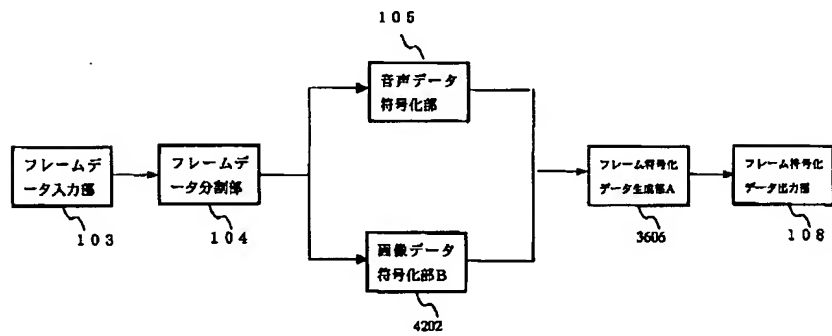 105
音声データ
符号化部
フレームデ
ータ入力部
103
フレームデ
ータ分割部
104
画像データ
符号化部B
4202
フレーム符号化
データ生成部A
3606
フレーム符号化
データ出力部
108